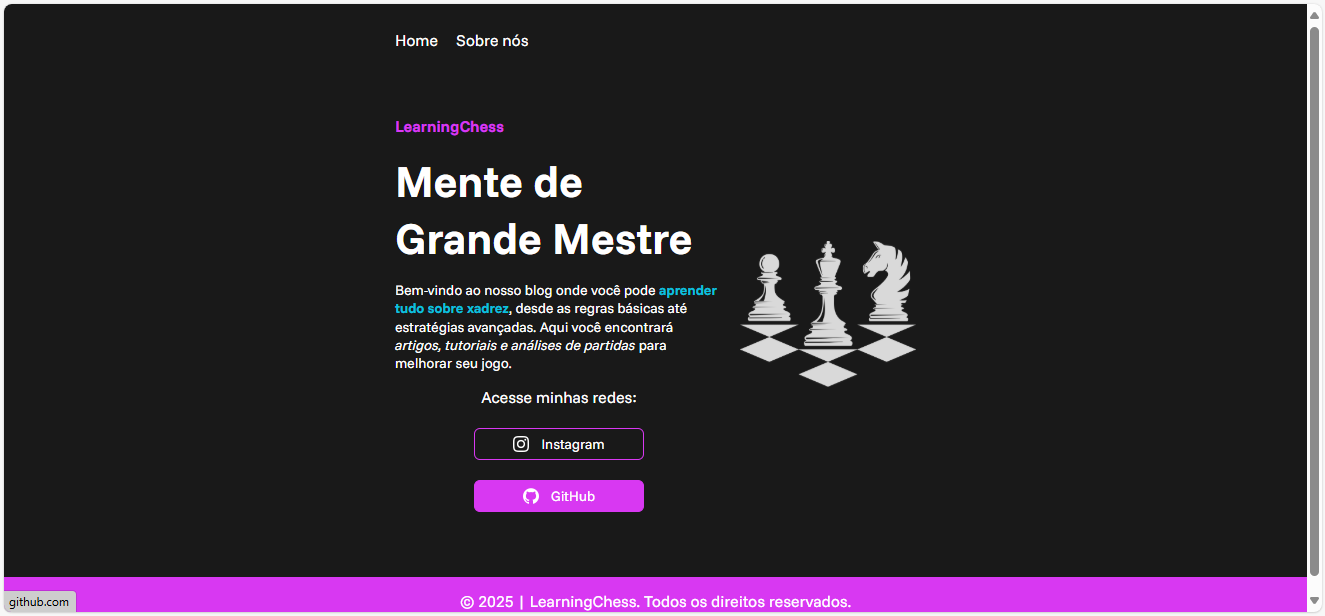 Home Sobre nós
LearningChess
Mente de
Grande Mestre
Bem-vindo ao nosso blog onde você pode aprender
tudo sobre xadrez, desde as regras básicas até
estratégias avançadas. Aqui você encontrará
artigos, tutoriais e análises de partidas para
melhorar seu jogo.
Acesse minhas redes:
Instagram
GitHub
© 2025 | LearningChess. Todos os direitos reservados.
github.com